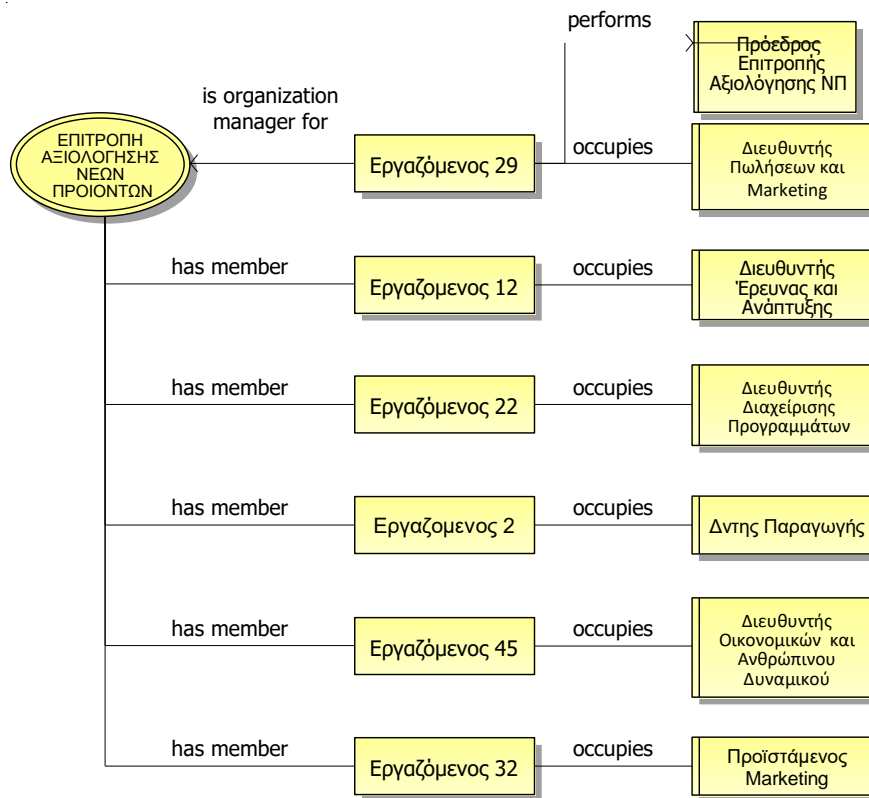 performs
Πρόεδρος
Επιτροπής
Αξιολόγησης ΝΠ
is organization
manager for
ΕΠΙΤΡΟΠΗ
ΑΞΙΟΛΟΓΗΣΗΣ
ΝΕΩΝ
ΠΡΟΙΟΝΤΩΝ
Εργαζόμενος 29
occupies
Διευθυντής
Πωλήσεων και
Marketing
has member
Εργαζομενος 12
occupies
Διευθυντής
Έρευνας και
Ανάπτυξης
has member
Εργαζόμενος 22
occupies
Διευθυντής
Διαχείρισης
Προγραμμάτων
has member
Εργαζομενος 2
occupies
Δντης Παραγωγής
has member
Εργαζόμενος 45
occupies
Διευθυντής
Οικονομικών και
Ανθρώπινου
Δυναμικού
has member
Εργαζόμενος 32
occupies
Προϊστάμενος
Marketing